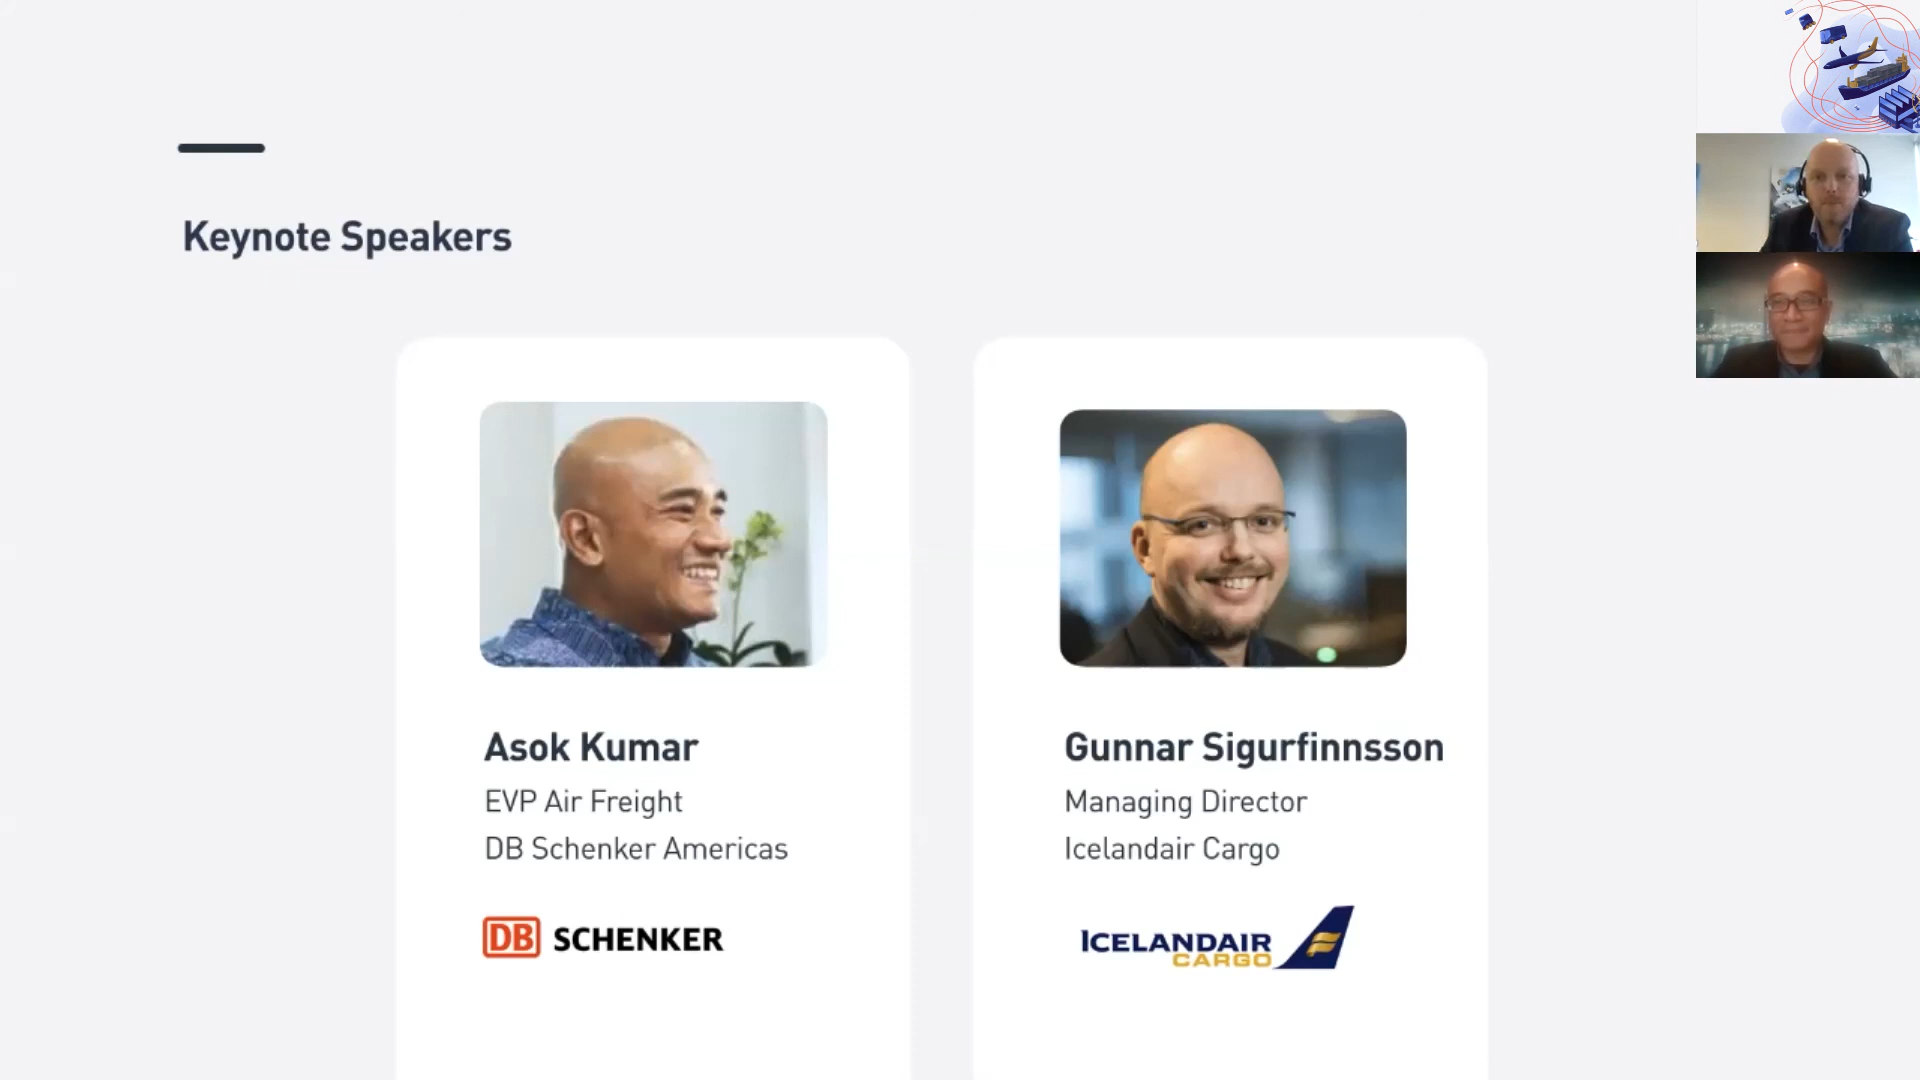 Keynote Speakers
Asok Kumar
EVP Air Freight
DB Schenker Americas
DB SCHENKER
Gunnar Sigurfinnsson
Managing Director
Icelandair Cargo
ICELANDAIR
CARGO